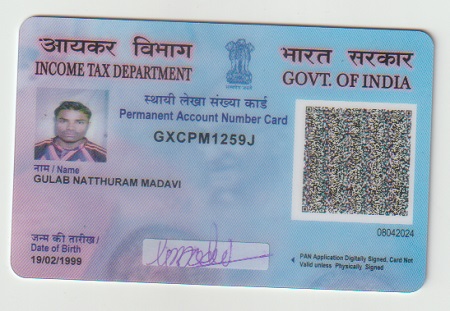 आयकर विभाग
INCOME TAX DEPARTMENT
भारत सरकार
GOVT. OF INDIA
स्थायी लेखा संख्या कार्ड
Permanent Account Number Card
GXCPM1259J
नाम / Name
GULAB NATTHURAM MADAVI
08042024
जन्म की तारीख/
Date of Birth
19/02/1999
PAN Application Digitally Signed, Card Not
Valid unless Physically Signed